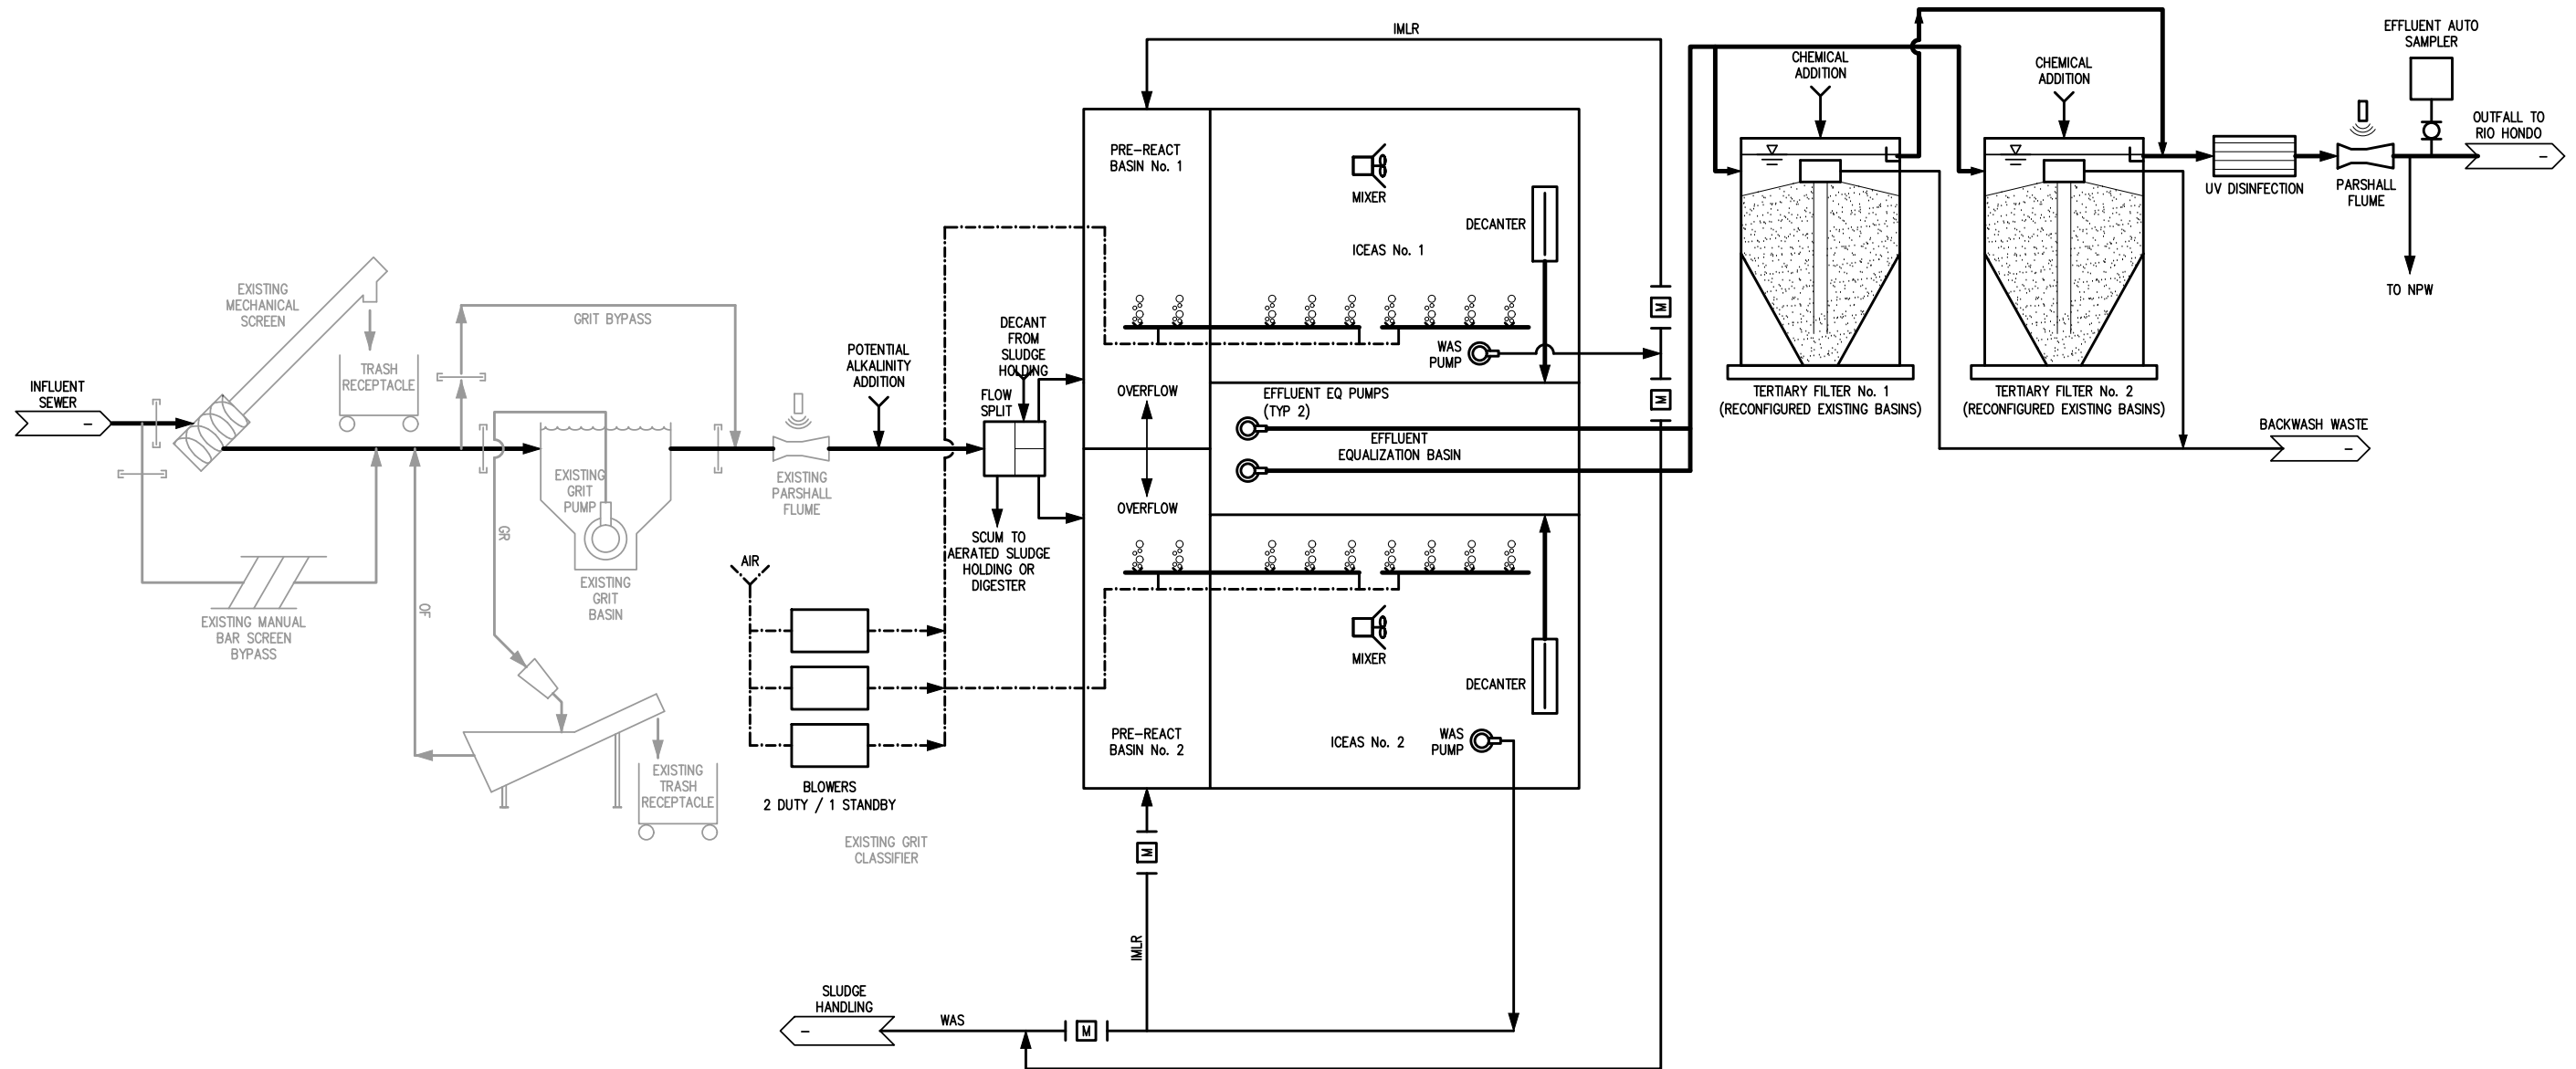 IMLR
EFFLUENT AUTO
SAMPLER
CHEMICAL
ADDITION
CHEMICAL
ADDITION
OUTFALL TO
RIO HONDO
-
PRE-REACT
BASIN No. 1
MIXER
UV DISINFECTION
PARSHALL
FLUME
DECANTER
ICEAS No. 1
TO NPW
EXISTING
MECHANICAL
SCREEN
GRIT BYPASS
M
DECANT
FROM
SLUDGE
HOLDING
POTENTIAL
ALKALINITY
ADDITION
WAS
PUMP
TRASH
RECEPTACLE
INFLUENT
SEWER
-
FLOW
SPLIT
OVERFLOW
EFFLUENT EQ PUMPS
(TYP 2)
M
TERTIARY FILTER No. 1
(RECONFIGURED EXISTING BASINS)
TERTIARY FILTER No. 2
(RECONFIGURED EXISTING BASINS)
BACKWASH WASTE
-
EFFLUENT
EQUALIZATION BASIN
EXISTING
GRIT
PUMP
EXISTING
PARSHALL
FLUME
OVERFLOW
GR
SCUM TO
AERATED SLUDGE
HOLDING OR
DIGESTER
AIR
EXISTING
GRIT
BASIN
OF
EXISTING MANUAL
BAR SCREEN
BYPASS
MIXER
DECANTER
PRE-REACT
BASIN No. 2
ICEAS No. 2
WAS
PUMP
EXISTING
TRASH
RECEPTACLE
BLOWERS
2 DUTY / 1 STANDBY
EXISTING GRIT
CLASSIFIER
M
IMLR
SLUDGE
HANDLING
-
WAS
M